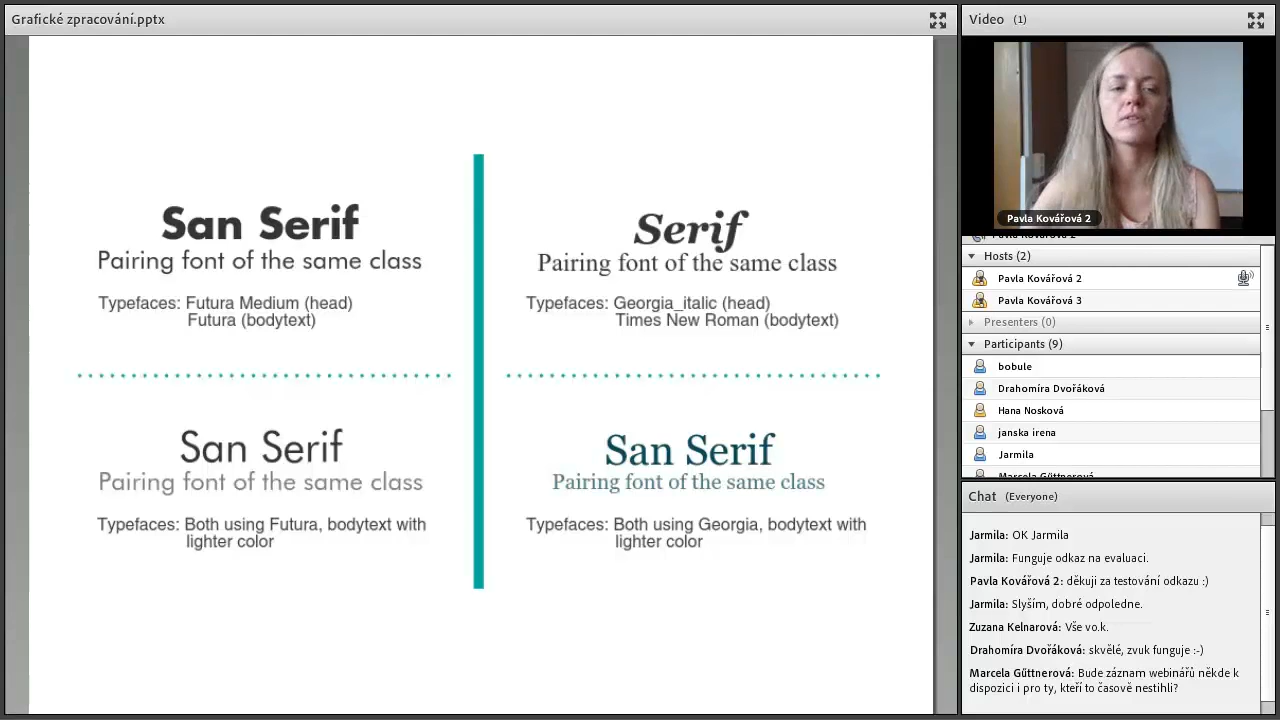 Grafické zpracování.pptx
San Serif
Pairing font of the same class
Typefaces: Futura Medium (head)
Futura (bodytext)
Serif
Pairing font of the same class
Typefaces: Georgia_italic (head)
Times New Roman (bodytext)
San Serif
Pairing font of the same class
Typefaces: Both using Futura, bodytext with
lighter color
San Serif
Pairing font of the same class
Typefaces: Both using Georgia, bodytext with
lighter color
Video (1)
Pavla Kovářová 2
Pavla Kovářová 2
Hosts (2)
Pavla Kovářová 2
Pavla Kovářová 3
Presenters (0)
Participants (9)
bobule
Drahomíra Dvořáková
Hana Nosková
janska irena
Jarmila
Marcela Gűttnerová
Chat (Everyone)
Jarmila: OK Jarmila
Jarmila: Funguje odkaz na evaluaci.
Pavla Kovářová 2: děkuji za testování odkazu :)
Jarmila: Slyším, dobré odpoledne.
Zuzana Kelnarová: Vše vo.k.
Drahomíra Dvořáková: skvělé, zvuk funguje :-)
Marcela Gűttnerová: Bude záznam webinářů někde k
dispozici i pro ty, kteří to časově nestihli?